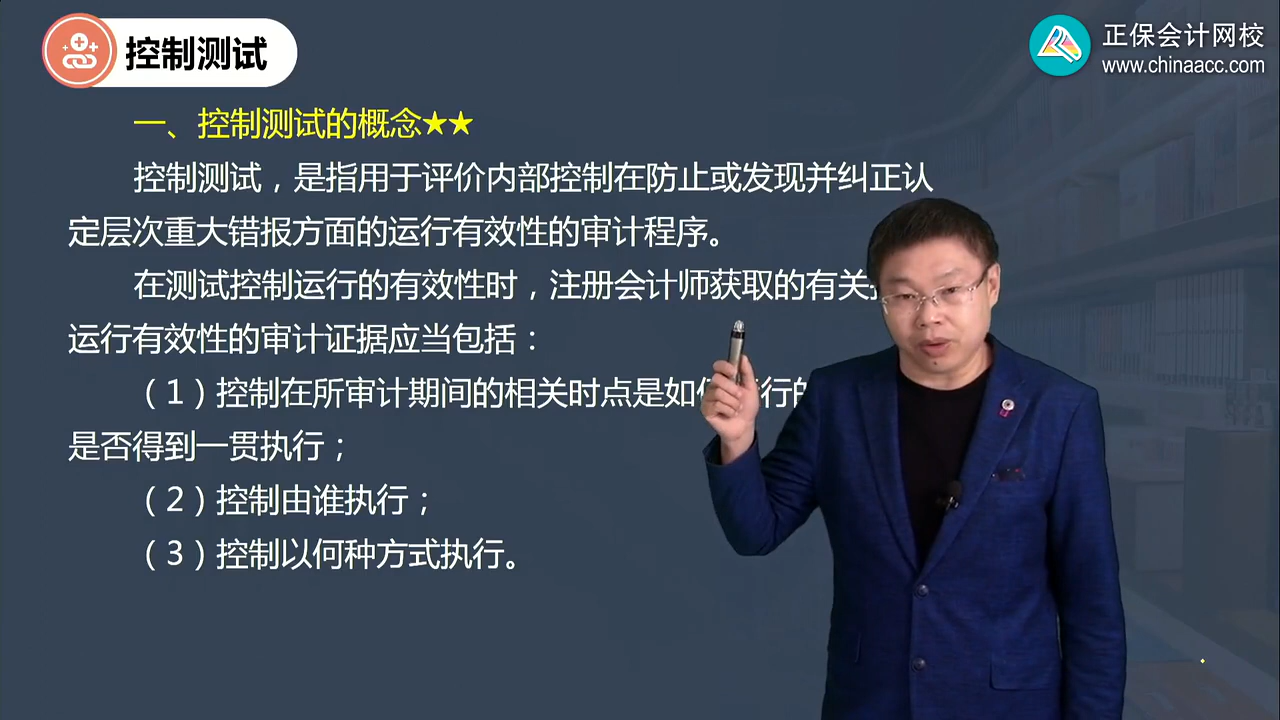 控制测试
正保会计网校
www.chinaacc.com
一、控制测试的概念★★
控制测试，是指用于评价内部控制在防止或发现并纠正认
定层次重大错报方面的运行有效性的审计程序。
在测试控制运行的有效性时，注册会计师获取的有关
运行有效性的审计证据应当包括：
（1）控制在所审计期间的相关时点是如 行的
是否得到一贯执行；
（2）控制由谁执行；
（3）控制以何种方式执行。